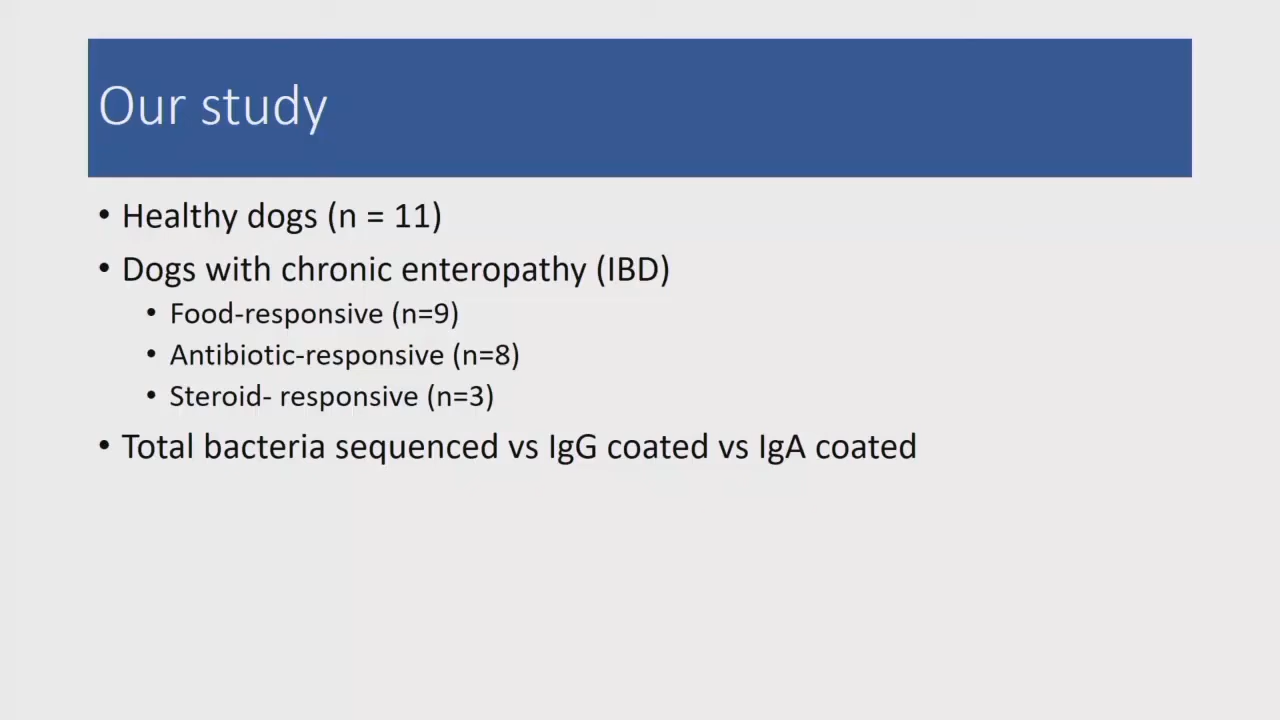 Our study
• Healthy dogs (n = 11)
• Dogs with chronic enteropathy (IBD)
• Food-responsive (n=9)
• Antibiotic-responsive (n=8)
• Steroid- responsive (n=3)
• Total bacteria sequenced vs IgG coated vs IgA coated